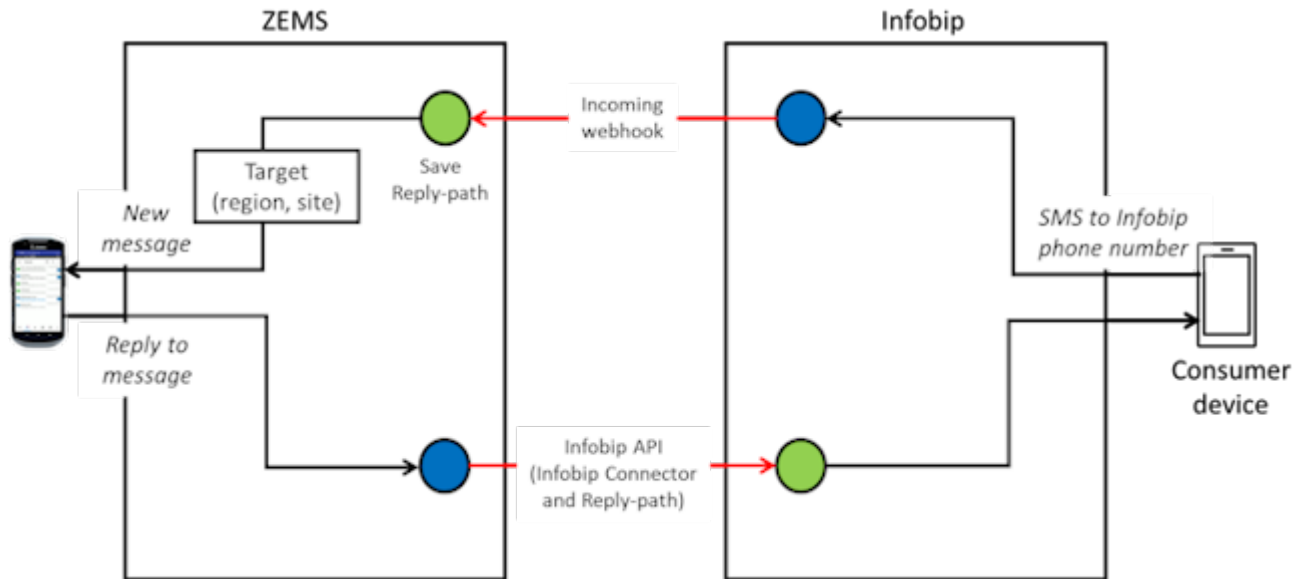 ZEMS
Infobip
Incoming
webhook
Save
Reply-path
Target
(region, site)
New
message
SMS to Infobip
phone number
Reply to
message
Consumer
device
Infobip API
(Infobip Connector
and Reply-path)